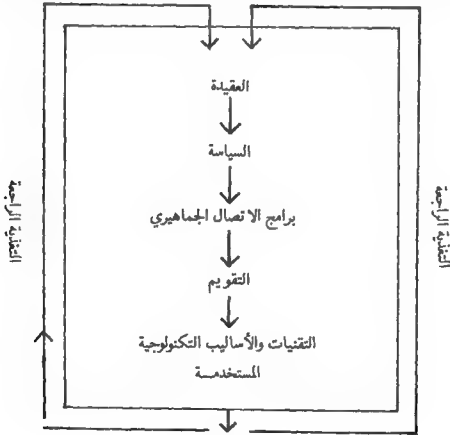 العقيدة
السياسة
برامج الاتصال الجماهيري
التقويم
التقنيات والأساليب التكنولوجية
المستخدمة
التغذية الراجعة
التغذية الراجعة